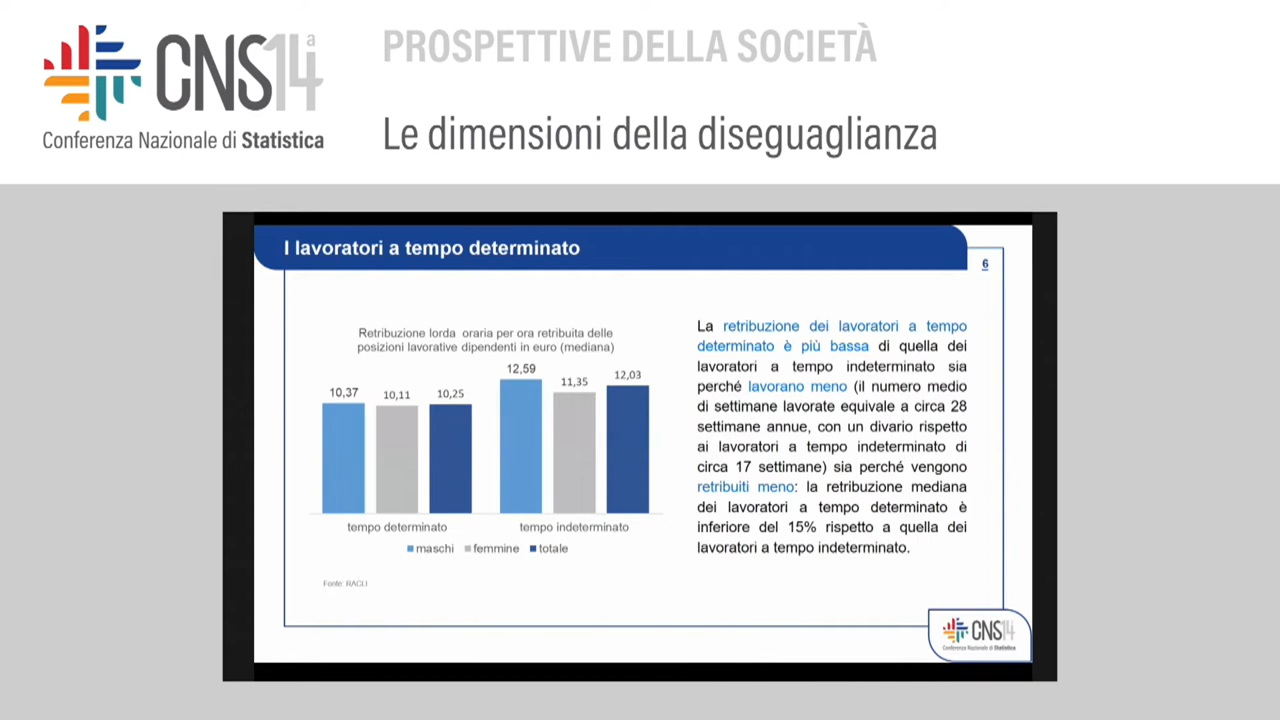 CNS14a
Conferenza Nazionale di Statistica
PROSPETTIVE DELLA SOCIETÀ
Le dimensioni della diseguaglianza
I lavoratori a tempo determinato
6
Retribuzione lorda oraria per ora retribuita delle
posizioni lavorative dipendenti in euro (mediana)
10,37
10,11
10,25
12,59
11,35
12,03
tempo determinato
tempo indeterminato
maschi
femmine
totale
Fonte: RACLI
La retribuzione dei lavoratori a tempo
determinato è più bassa di quella dei
lavoratori a tempo indeterminato sia
perché lavorano meno (il numero medio
di settimane lavorate equivale a circa 28
settimane annue, con un divario rispetto
ai lavoratori a tempo indeterminato di
circa 17 settimane) sia perché vengono
retribuiti meno: la retribuzione mediana
dei lavoratori a tempo determinato è
inferiore del 15% rispetto a quella dei
lavoratori a tempo indeterminato.
CNS14
Conferenza Nazionale di Statistica